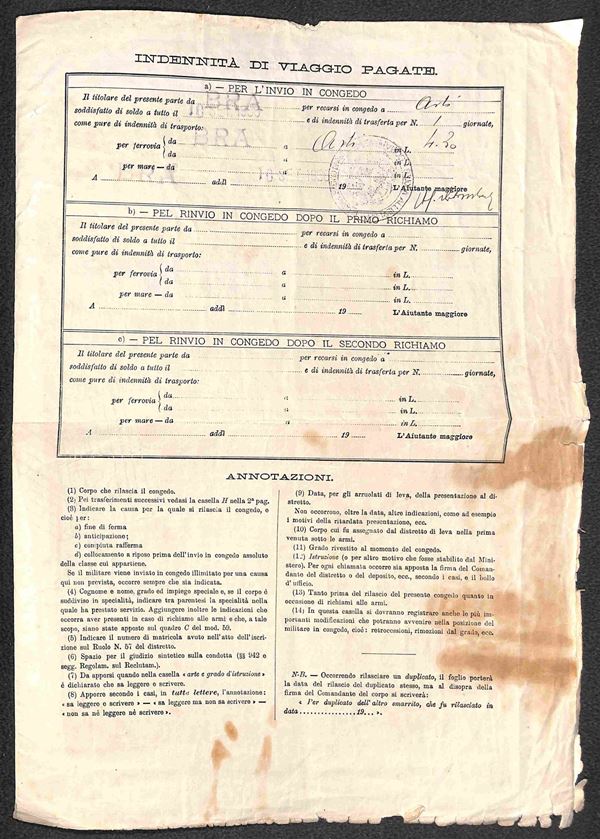 INDENNITÀ DI VIAGGIO PAGATE.
a) — PER L'INVIO IN CONGEDO
Il titolare del presente parte da BRA per recarsi in congedo a Asti
soddisfatto di soldo a tutto il e di indennità di trasferta per N. 1 giornate,
come pure di indennità di trasporto:
BRA
per ferrovia { da a Asti in L. 4.20
da a in L.
per mare — da a in L.
A addì 19 L'Aiutante maggiore
b) — PEL RINVIO IN CONGEDO DOPO IL PRIMO RICHIAMO
Il titolare del presente parte da per recarsi in congedo a
soddisfatto di soldo a tutto il e di indennità di trasferta per N. giornate,
come pure di indennità di trasporto:
per ferrovia { da a in L.
da a in L.
per mare — da a in L.
A addì 19 L'Aiutante maggiore
c) — PEL RINVIO IN CONGEDO DOPO IL SECONDO RICHIAMO
Il titolare del presente parte da per recarsi in congedo a
soddisfatto di soldo a tutto il e di indennità di trasferta per N. giornate,
come pure di indennità di trasporto:
per ferrovia { da a in L.
da a in L.
per mare — da a in L.
A addì 19 L'Aiutante maggiore
ANNOTAZIONI.
(1) Corpo che rilascia il congedo.
(2) Pei trasferimenti successivi vedasi la casella H nella 2ª pag.
(3) Indicare la causa per la quale si rilascia il congedo, e
cioè per:
a) fine di ferma
b) anticipazione;
c) compiuta rafferma
d) collocamento a riposo prima dell'invio in congedo assoluto
della classe cui appartiene.
Se il militare viene inviato in congedo illimitato per una causa
qui non prevista, occorre sempre che sia indicata.
(4) Cognome e nome, grado ed impiego speciale, e, se il corpo è
suddiviso in specialità, indicare tra parentesi la specialità nella
quale ha prestato servizio. Aggiungere inoltre le indicazioni che
occorra aver presenti in caso di richiamo alle armi e che, a tale
scopo, siano state apposte sul quadro C del mod. 59.
(5) Indicare il numero di matricola avuto nell'atto dell'iscri-
zione sul Ruolo N. 57 del distretto.
(6) Spazio per il giudizio sintetico sulla condotta (§§ 942 e
segg. Regolam. sul Reclutam.).
(7) Da apporsi quando nella casella « arte e grado d'istruzione »
è dichiarato che sa leggere e scrivere.
(8) Apporre secondo i casi, in tutte lettere, l'annotazione:
« sa leggere e scrivere » — « sa leggere ma non sa scrivere » —
« non sa nè leggere nè scrivere ».
(9) Data, per gli arruolati di leva, della presentazione al di-
stretto.
Non occorrono, oltre la data, altre indicazioni, come ad esempio
i motivi della ritardata presentazione, ecc.
(10) Corpo cui fu assegnato dal distretto di leva nella prima
venuta sotto le armi.
(11) Grado rivestito al momento del congedo.
(12) Istruzione (o per altro motivo che fosse stabilito dal Mini-
stero). Per ogni chiamata occorre sia apposta la firma del Coman-
dante del distretto o del deposito, ecc., secondo i casi, e il bollo
d'ufficio.
(13) Tanto prima del rilascio del presente congedo quanto in
occasione di richiami alle armi.
(14) In questa casella si dovranno registrare anche le più im-
portanti modificazioni che potranno avvenire nella posizione del
militare in congedo, cioè: retrocessioni, rimozioni dal grado, ecc.
N.B. — Occorrendo rilasciare un duplicato, il foglio porterà
la data del rilascio del duplicato stesso, ma al disopra della
firma del Comandante del corpo si scriverà:
« Per duplicato dell'altro smarrito, che fu rilasciato in
data..................19... ».